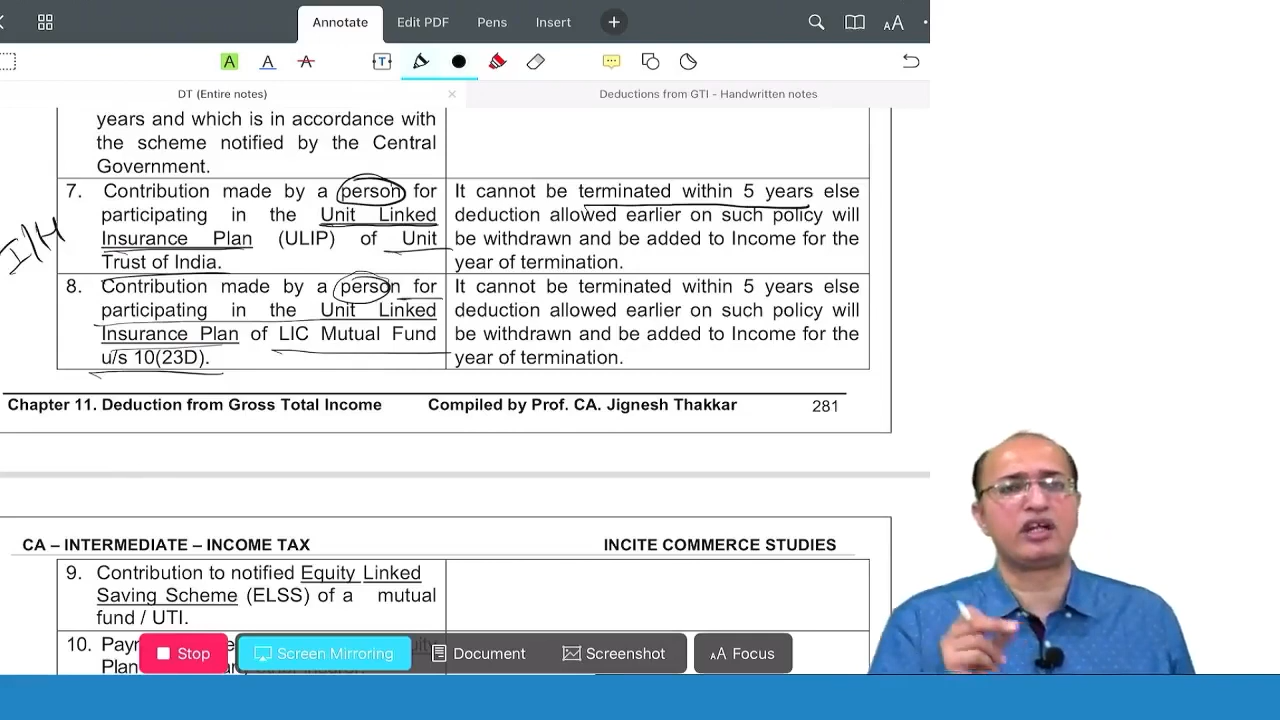 Annotate Edit PDF Pens Insert
AA
A A A T
DT (Entire notes) Deductions from GTI - Handwritten notes
years and which is in accordance with
the scheme notified by the Central
Government.
7. Contribution made by a person for
participating in the Unit Linked
Insurance Plan (ULIP) of Unit
Trust of India.
It cannot be terminated within 5 years else
deduction allowed earlier on such policy will
be withdrawn and be added to Income for the
year of termination.
I/H
8. Contribution made by a person for
participating in the Unit Linked
Insurance Plan of LIC Mutual Fund
u/s 10(23D).
It cannot be terminated within 5 years else
deduction allowed earlier on such policy will
be withdrawn and be added to Income for the
year of termination.
Chapter 11. Deduction from Gross Total Income Compiled by Prof. CA. Jignesh Thakkar 281
CA – INTERMEDIATE – INCOME TAX INCITE COMMERCE STUDIES
9. Contribution to notified Equity Linked
Saving Scheme (ELSS) of a mutual
fund / UTI.
10.
Plan
Stop Screen Mirroring Document Screenshot AA Focus